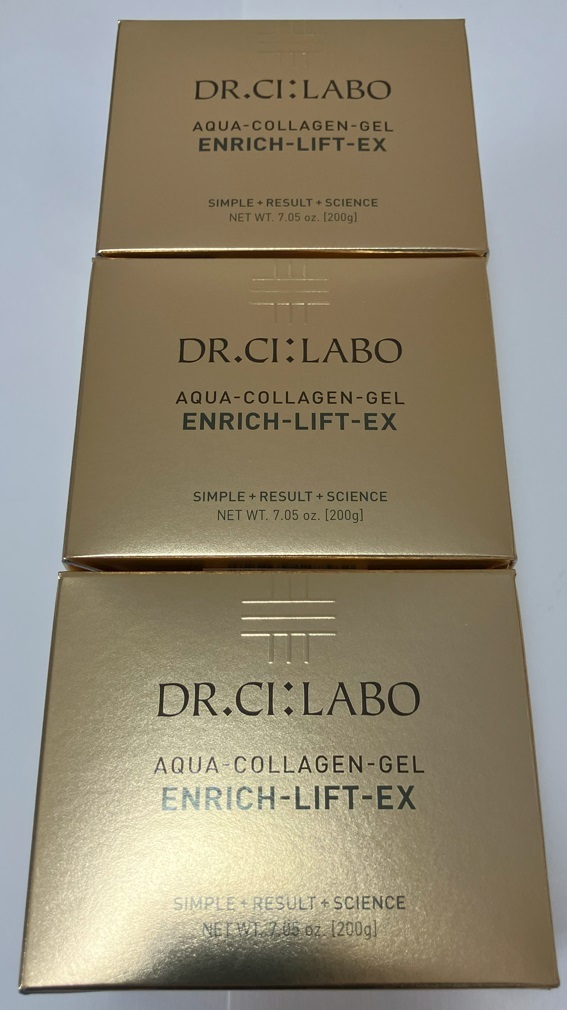 DR.CI:LABO
AQUA-COLLAGEN-GEL
ENRICH-LIFT-EX
SIMPLE+RESULT+SCIENCE
NET WT. 7.05 oz. [200g]
DR.CI:LABO
AQUA-COLLAGEN-GEL
ENRICH-LIFT-EX
SIMPLE+RESULT+SCIENCE
NET WT. 7.05 oz. [200g]
DR.CI:LABO
AQUA-COLLAGEN-GEL
ENRICH-LIFT-EX
SIMPLE+RESULT+SCIENCE
NET WT. 7.05 oz. [200g]